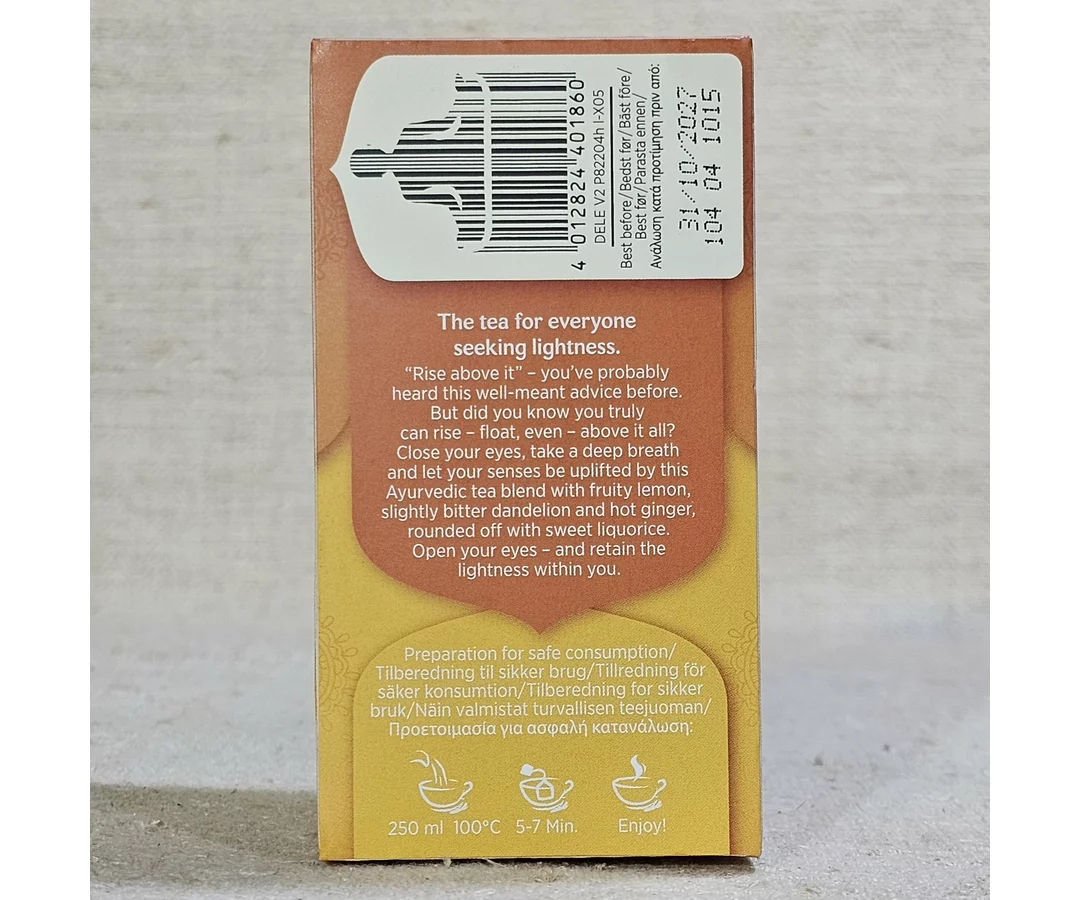 4 012824 401860
DELE V2 P82204h I-X05
Best before/Bedst før/Bäst före/
Best før/Parasta ennen/
Ανάλωση κατά προτίμηση πριν από:
31/10/2027
104 04 1015
The tea for everyone
seeking lightness.
“Rise above it” – you’ve probably
heard this well-meant advice before.
But did you know you truly
can rise – float, even – above it all?
Close your eyes, take a deep breath
and let your senses be uplifted by this
Ayurvedic tea blend with fruity lemon,
slightly bitter dandelion and hot ginger,
rounded off with sweet liquorice.
Open your eyes – and retain the
lightness within you.
Preparation for safe consumption/
Tilberedning til sikker brug/Tillredning för
säker konsumtion/Tilberedning for sikker
bruk/Näin valmistat turvallisen teejuoman/
Προετοιμασία για ασφαλή κατανάλωση:
250 ml 100°C 5-7 Min. Enjoy!